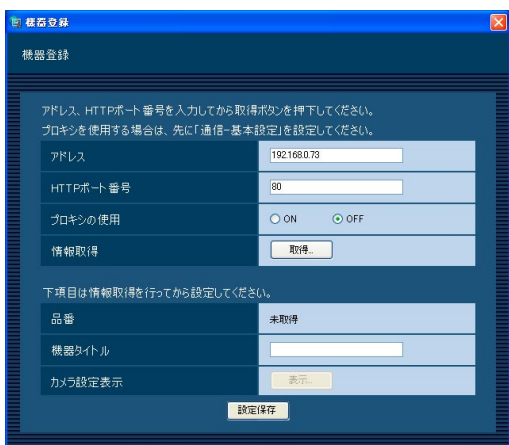 機器登録
機器登録
アドレス、HTTPポート番号を入力してから取得ボタンを押下してください。
プロキシを使用する場合は、先に「通信-基本設定」を設定してください。
アドレス 192.168.0.73
HTTPポート番号 80
プロキシの使用 ON OFF
情報取得 取得...
下項目は情報取得を行ってから設定してください。
品番 未取得
機器タイトル
カメラ設定表示 表示...
設定保存